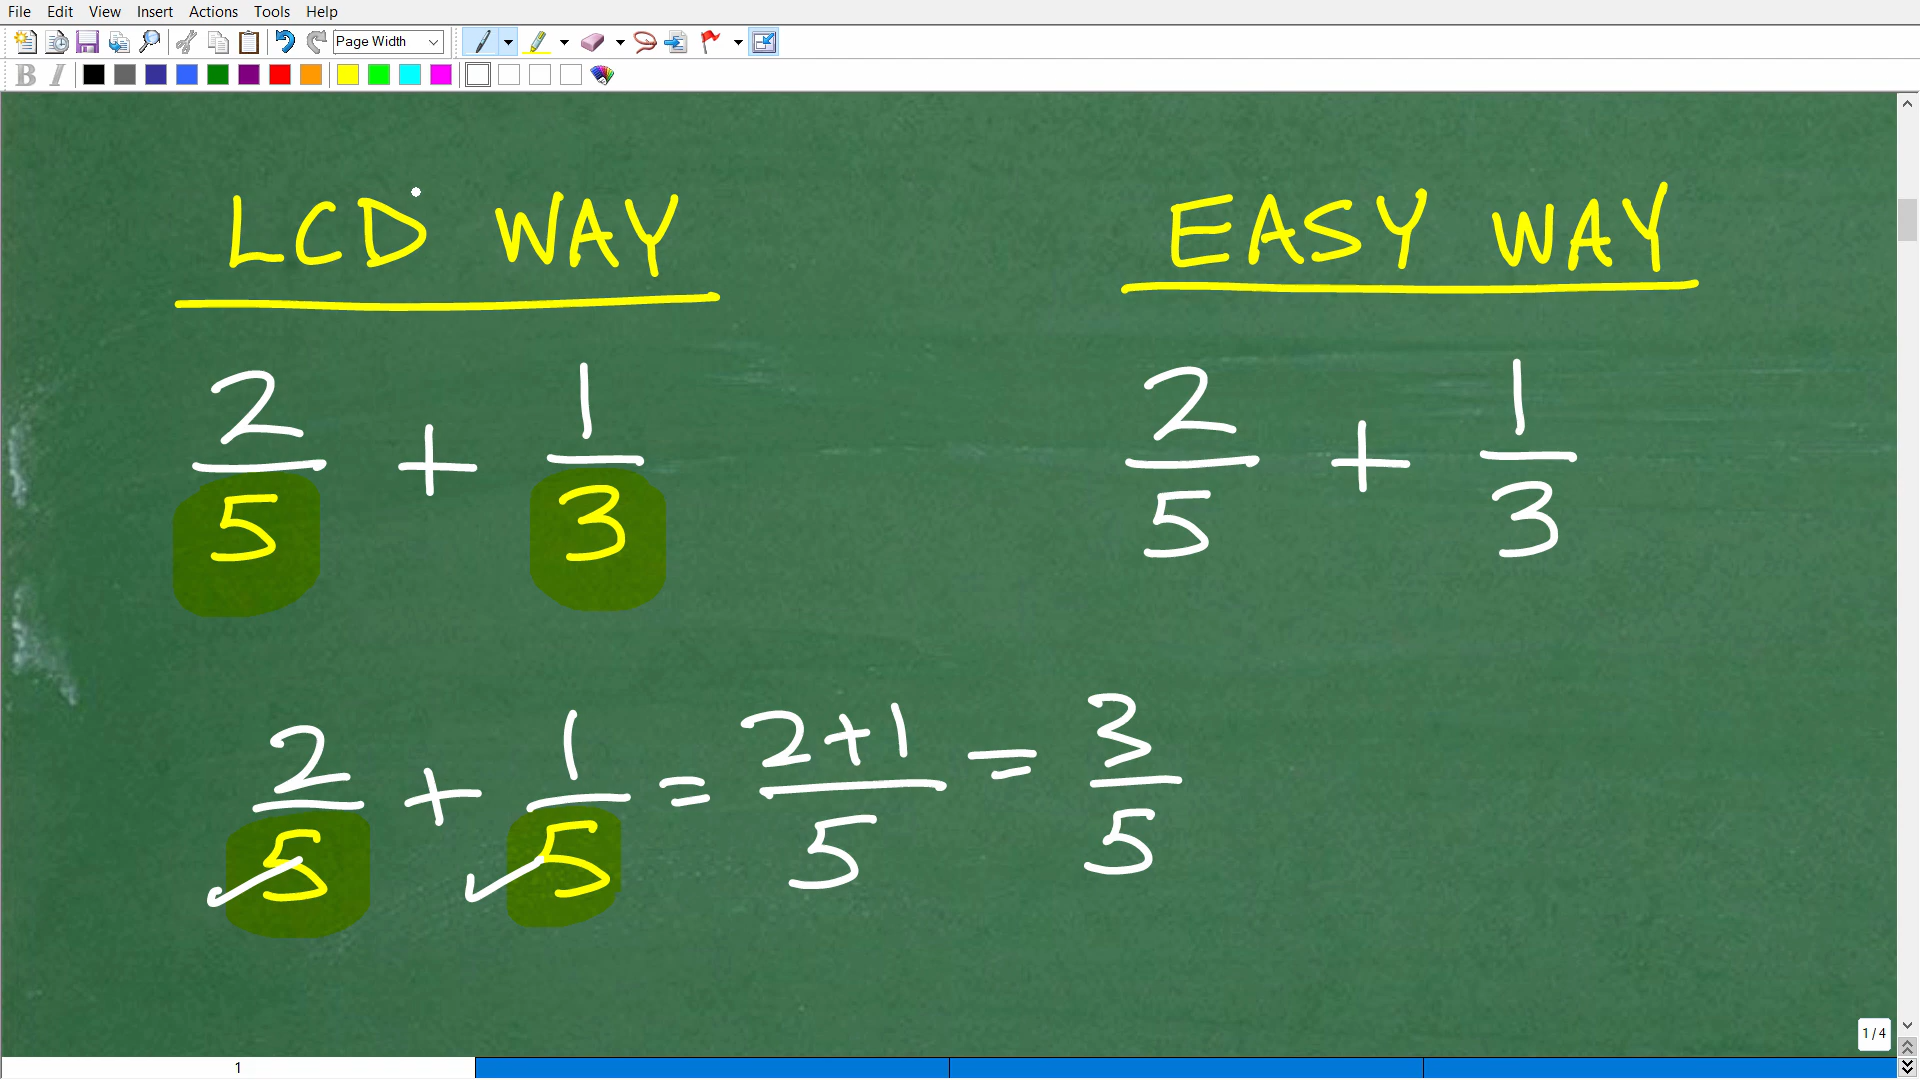 File Edit View Insert Actions Tools Help
Page Width
B I
LCD WAY
EASY WAY
2/5 + 1/3
2/5 + 1/3
2/5 + 1/5 = 2+1/5 = 3/5
1 / 4
1